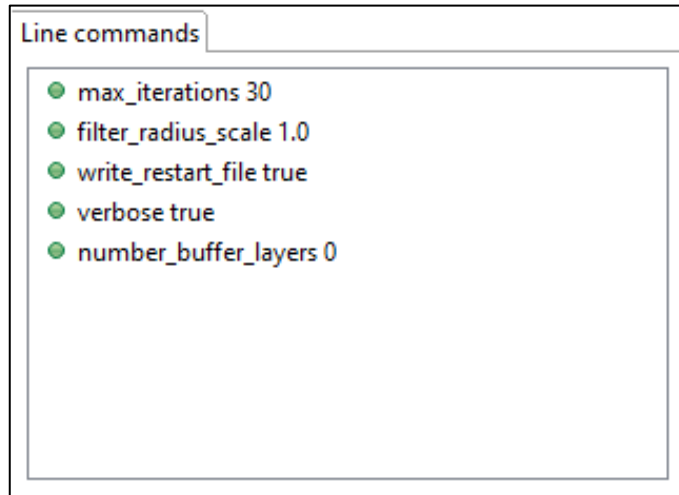 Line commands
max_iterations 30
filter_radius_scale 1.0
write_restart_file true
verbose true
number_buffer_layers 0